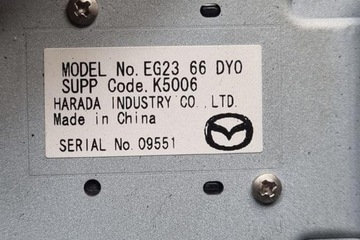 MODEL No. EG23 66 DY0
SUPP Code. K5006
HARADA INDUSTRY CO., LTD.
Made in China
SERIAL No. 09551